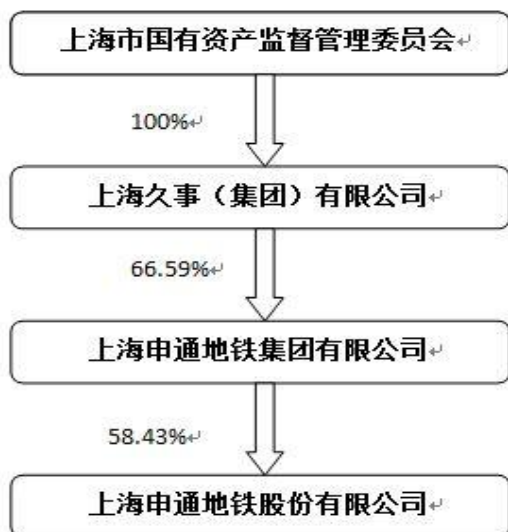 上海市国有资产监督管理委员会↵
100%↵
上海久事（集团）有限公司↵
66.59%↵
上海申通地铁集团有限公司↵
58.43%↵
上海申通地铁股份有限公司↵